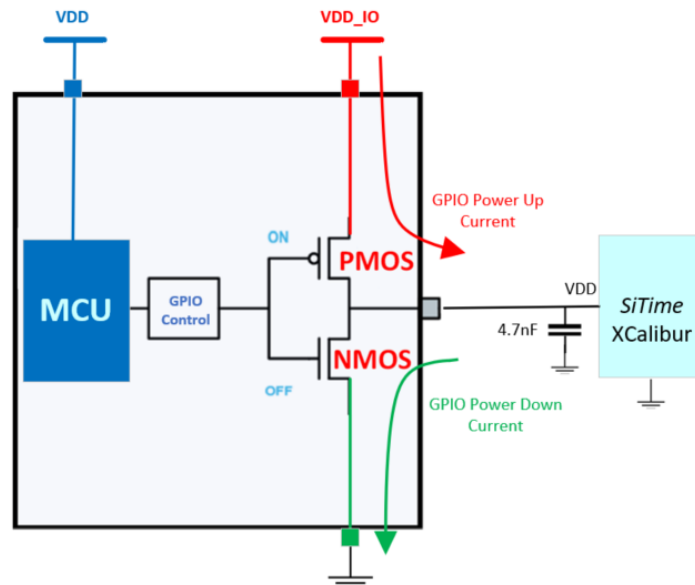 VDD
VDD_IO
GPIO Power Up
Current
ON
PMOS
MCU
GPIO
Control
VDD
SiTime
XCalibur
4.7nF
NMOS
OFF
GPIO Power Down
Current